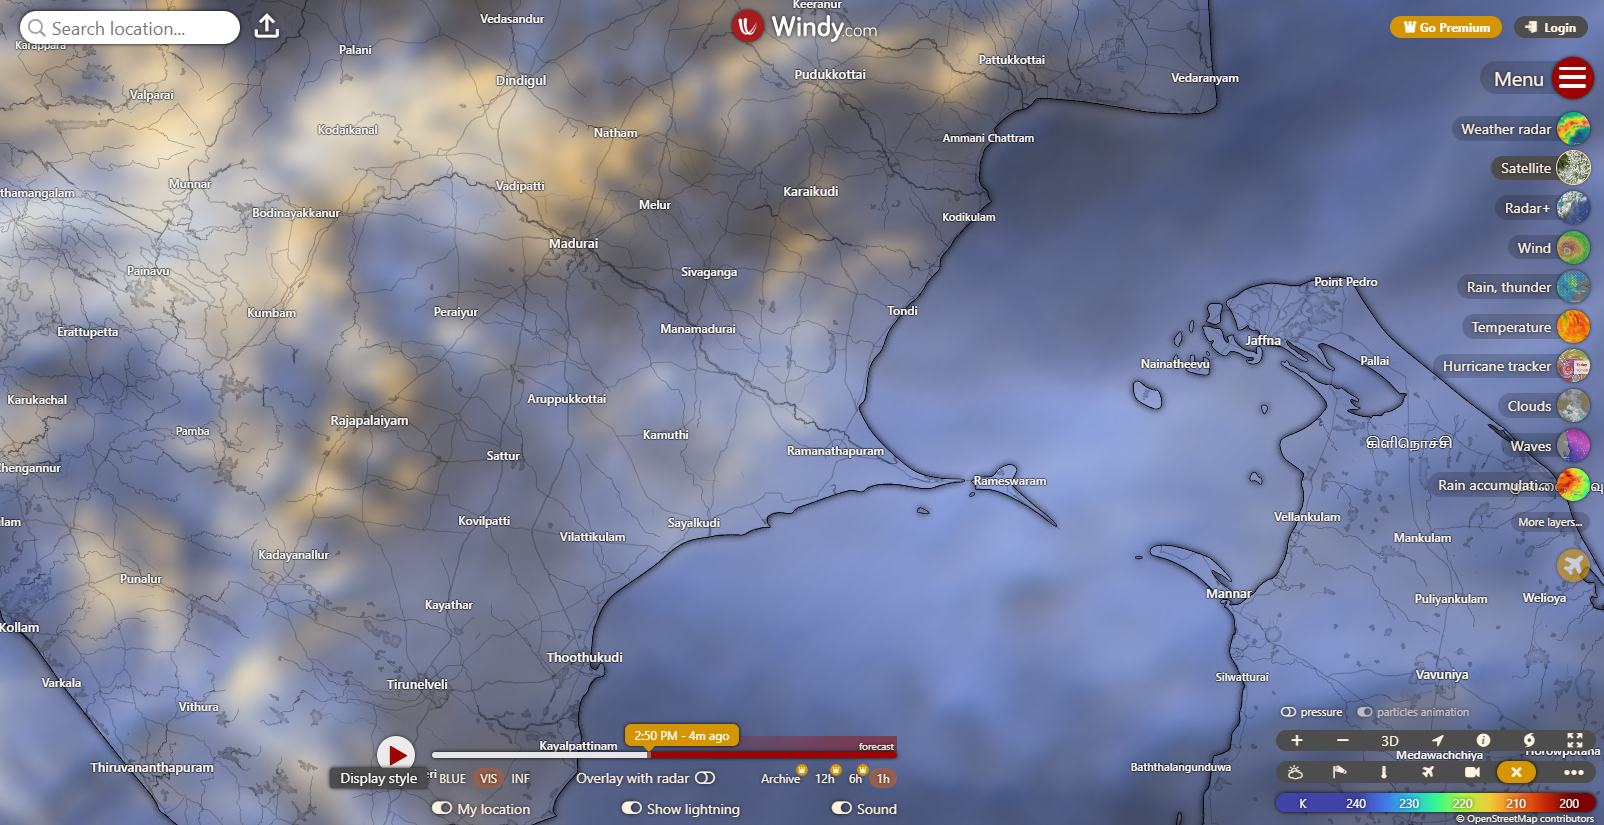 Search location...
Windy.com
Go Premium
Login
Menu
Weather radar
Satellite
Radar+
Wind
Rain, thunder
Temperature
Hurricane tracker
Clouds
Waves
Rain accumulati...
More layers...
Keeranur
Vedasandur
Karappara
Palani
Pattukkottai
Dindigul
Pudukkottai
Vedaranyam
Valparai
Kodaikanal
Natham
Ammani Chattram
Munnar
Vadipatti
Karaikudi
thamangalam
Bodinayakkanur
Melur
Kodikulam
Madurai
Painavu
Sivaganga
Point Pedro
Kumbam
Peraiyur
Tondi
Erattupetta
Manamadurai
Jaffna
Nainatheevu
Pallai
Karukachal
Aruppukkottai
Rajapalaiyam
Pamba
Kamuthi
கிளிநொச்சி
Sattur
Ramanathapuram
Chengannur
Rameswaram
Kovilpatti
Sayalkudi
Vellankulam
Vilattikulam
Mankulam
Kadayanallur
Punalur
Mannar
Puliyankulam
Welioya
Kayathar
Kollam
Thoothukudi
Vavuniya
Silwatturai
Varkala
Tirunelveli
Vithura
Kayalpattinam
Thiruvananthapuram
Baththalangunduwa
Medawachchiya
Horowpotana
pressure
particles animation
3D
2:50 PM - 4m ago
forecast
Display style
BLUE
VIS
INF
Overlay with radar
Archive
12h
6h
1h
My location
Show lightning
Sound
K 240 230 220 210 200
© OpenStreetMap contributors